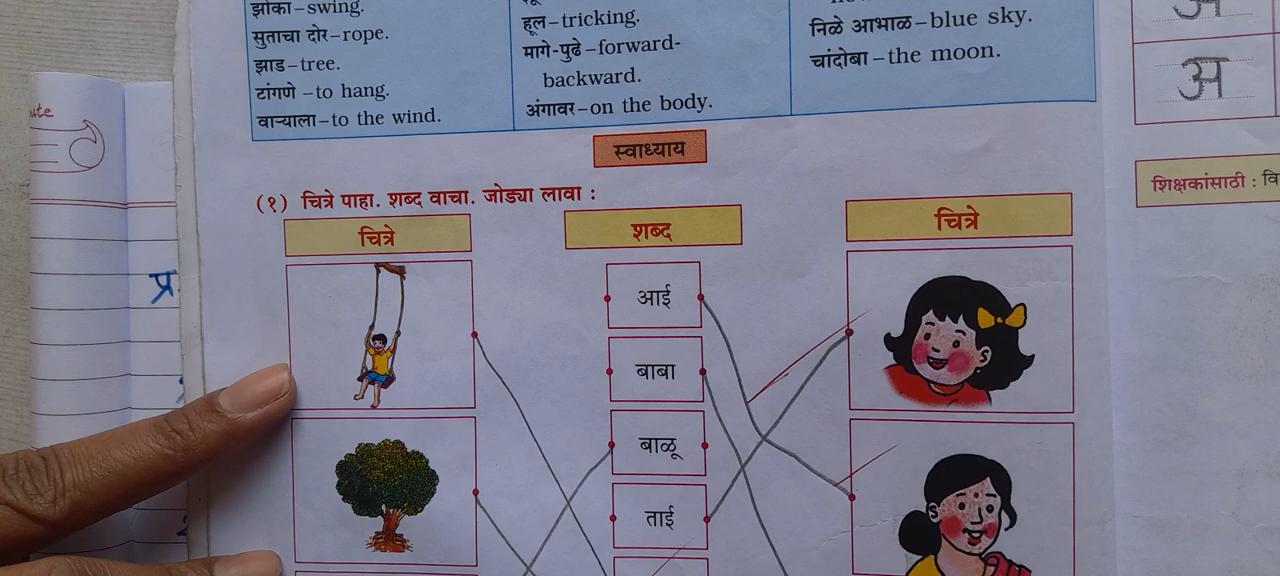 झोका – swing.
सुताचा दोर – rope.
झाड – tree.
टांगणे – to hang.
वाऱ्याला – to the wind.
हूल – tricking.
मागे-पुढे – forward-
backward.
अंगावर – on the body.
निळे आभाळ – blue sky.
चांदोबा – the moon.
स्वाध्याय
(१) चित्रे पाहा. शब्द वाचा. जोड्या लावा :
चित्रे
शब्द
चित्रे
आई
बाबा
बाळू
ताई
अ
शिक्षकांसाठी :
प्र